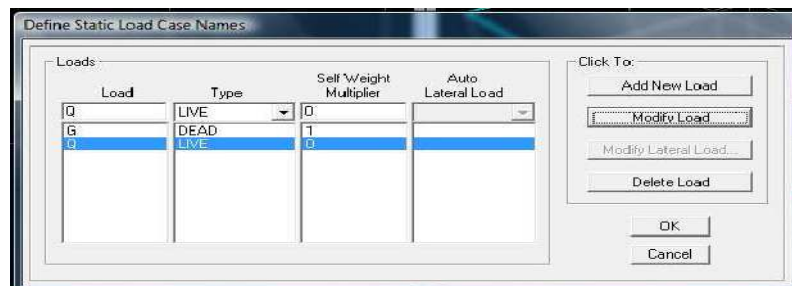 Define Static Load Case Names
Loads
Click To:
Load Type Self Weight Multiplier Auto Lateral Load
Q LIVE 0
G DEAD 1
Q LIVE 0
Add New Load
Modify Load
Modify Lateral Load...
Delete Load
OK
Cancel